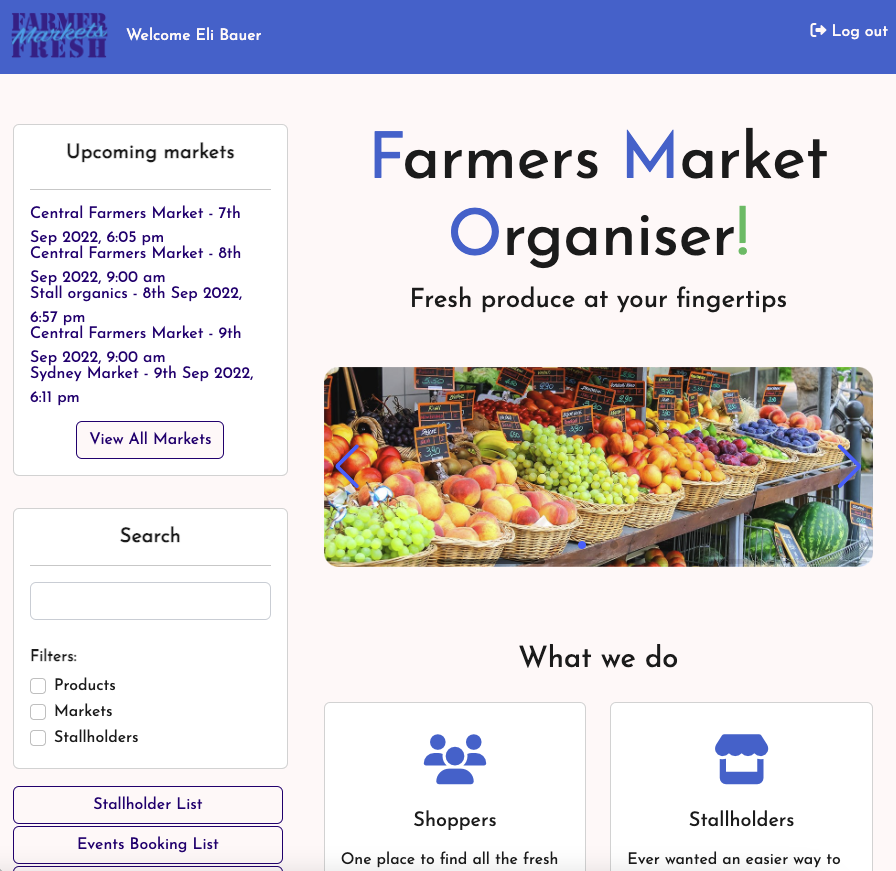 FARMER
Markets
FRESH
Welcome Eli Bauer
Log out
Upcoming markets
Central Farmers Market - 7th
Sep 2022, 6:05 pm
Central Farmers Market - 8th
Sep 2022, 9:00 am
Stall organics - 8th Sep 2022,
6:57 pm
Central Farmers Market - 9th
Sep 2022, 9:00 am
Sydney Market - 9th Sep 2022,
6:11 pm
View All Markets
Search
Filters:
Products
Markets
Stallholders
Stallholder List
Events Booking List
Farmers Market
Organiser!
Fresh produce at your fingertips
What we do
Shoppers
One place to find all the fresh
Stallholders
Ever wanted an easier way to